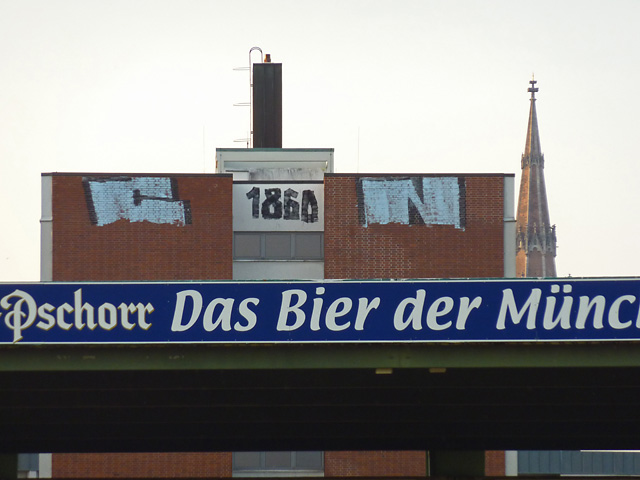 C 1860 N
-Pschorr Das Bier der Münc